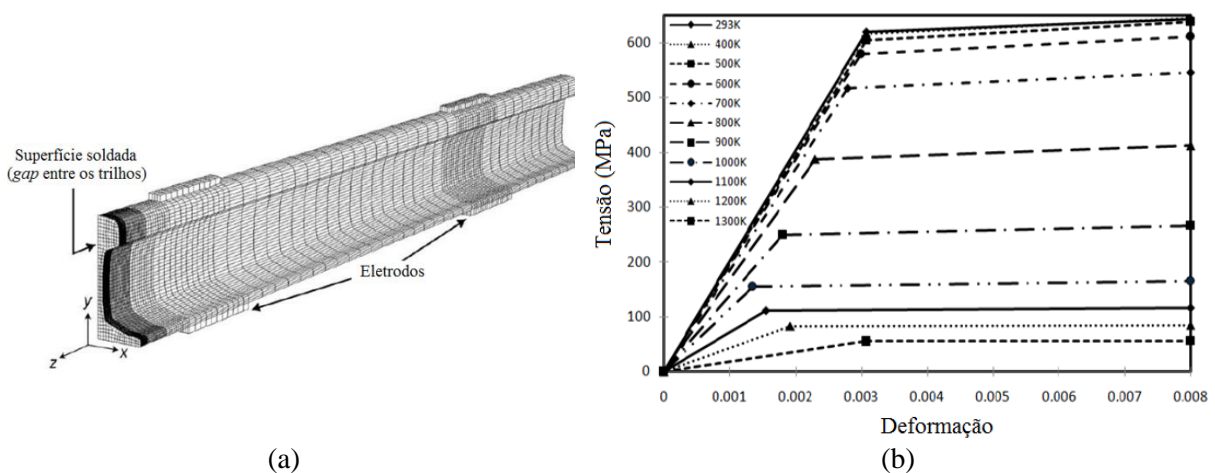 Superfície soldada
(gap entre os trilhos)
Eletrodos
y
z
x
(a)
293K
400K
500K
600K
700K
800K
900K
1000K
1100K
1200K
1300K
Tensão (MPa)
600
500
400
300
200
100
0
0 0.001 0.002 0.003 0.004 0.005 0.006 0.007 0.008
Deformação
(b)